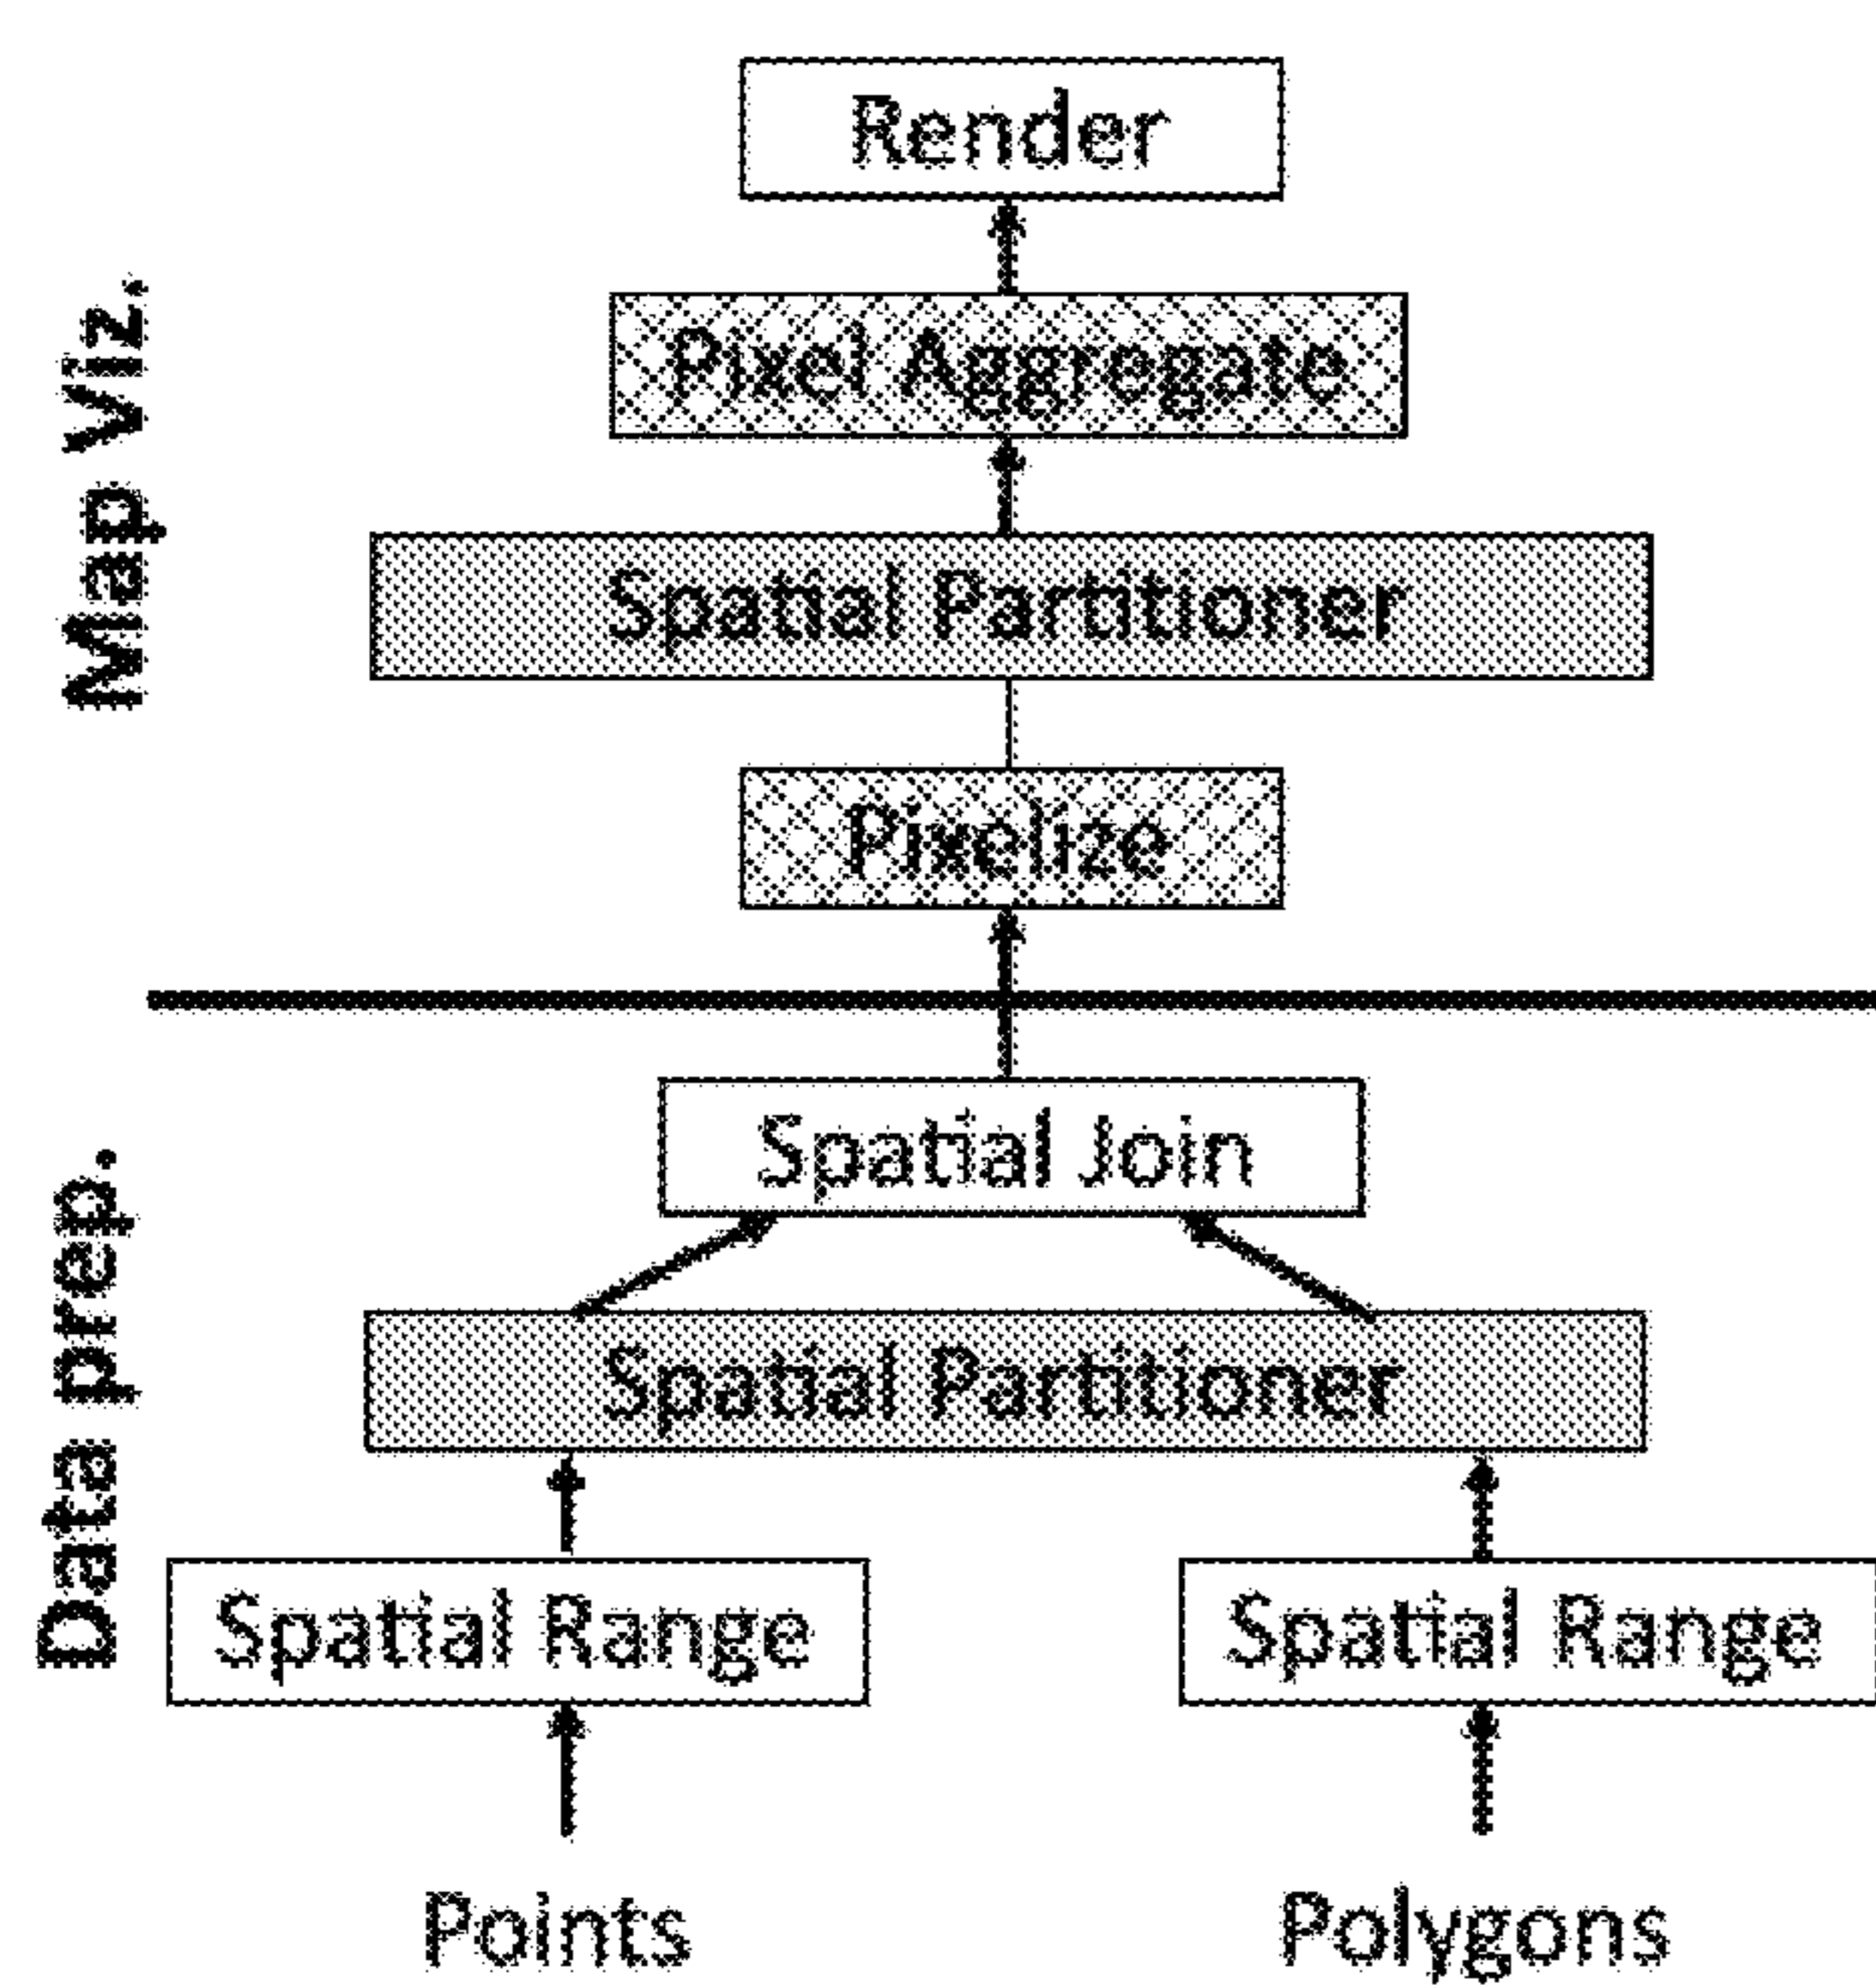 Render
Pixel Aggregate
Spatial Partitioner
Pixelize
Map Viz.
Spatial Join
Spatial Partitioner
Spatial Range
Spatial Range
Data prep.
Points
Polygons